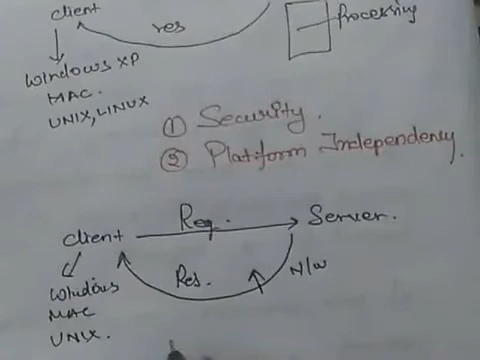 client
res
Processing
Windows XP
MAC.
UNIX, LINUX
① Security.
② Platform Independency.
Req.
Server.
client
Res.
N/w
Windows
MAC
UNIX.